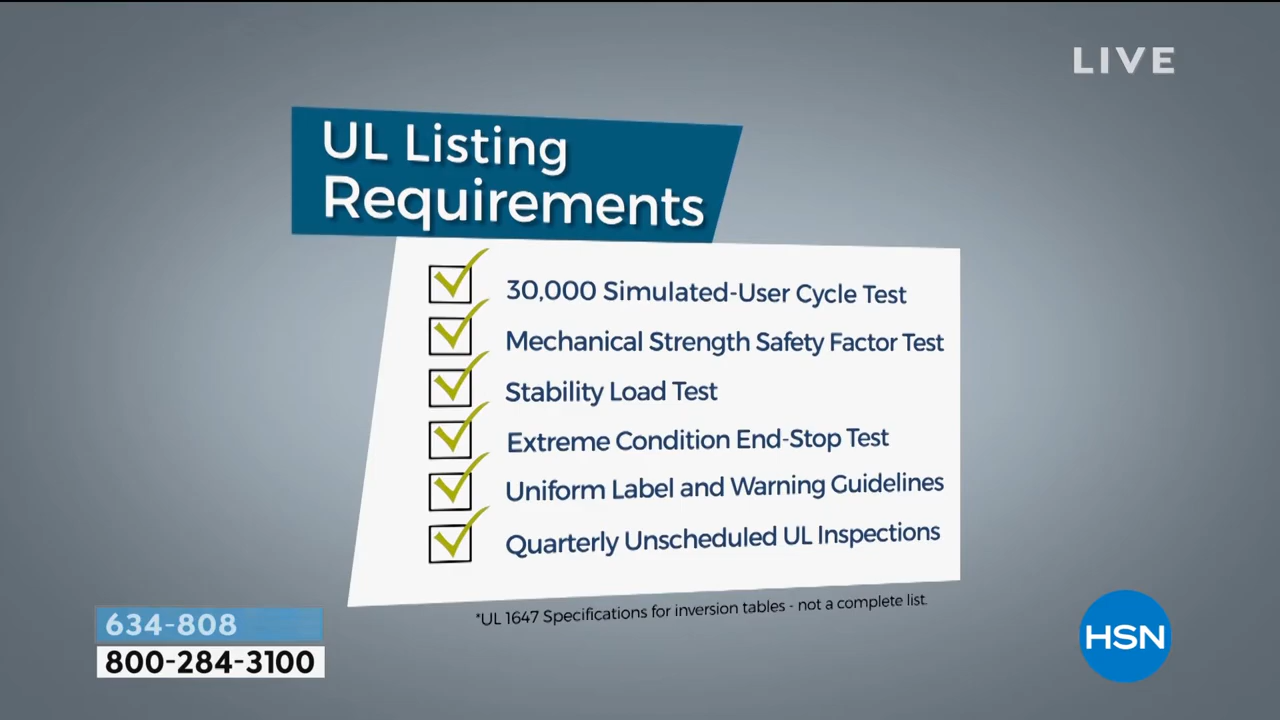 LIVE
UL Listing
Requirements
30,000 Simulated-User Cycle Test
Mechanical Strength Safety Factor Test
Stability Load Test
Extreme Condition End-Stop Test
Uniform Label and Warning Guidelines
Quarterly Unscheduled UL Inspections
*UL 1647 Specifications for inversion tables - not a complete list.
634-808
800-284-3100
HSN